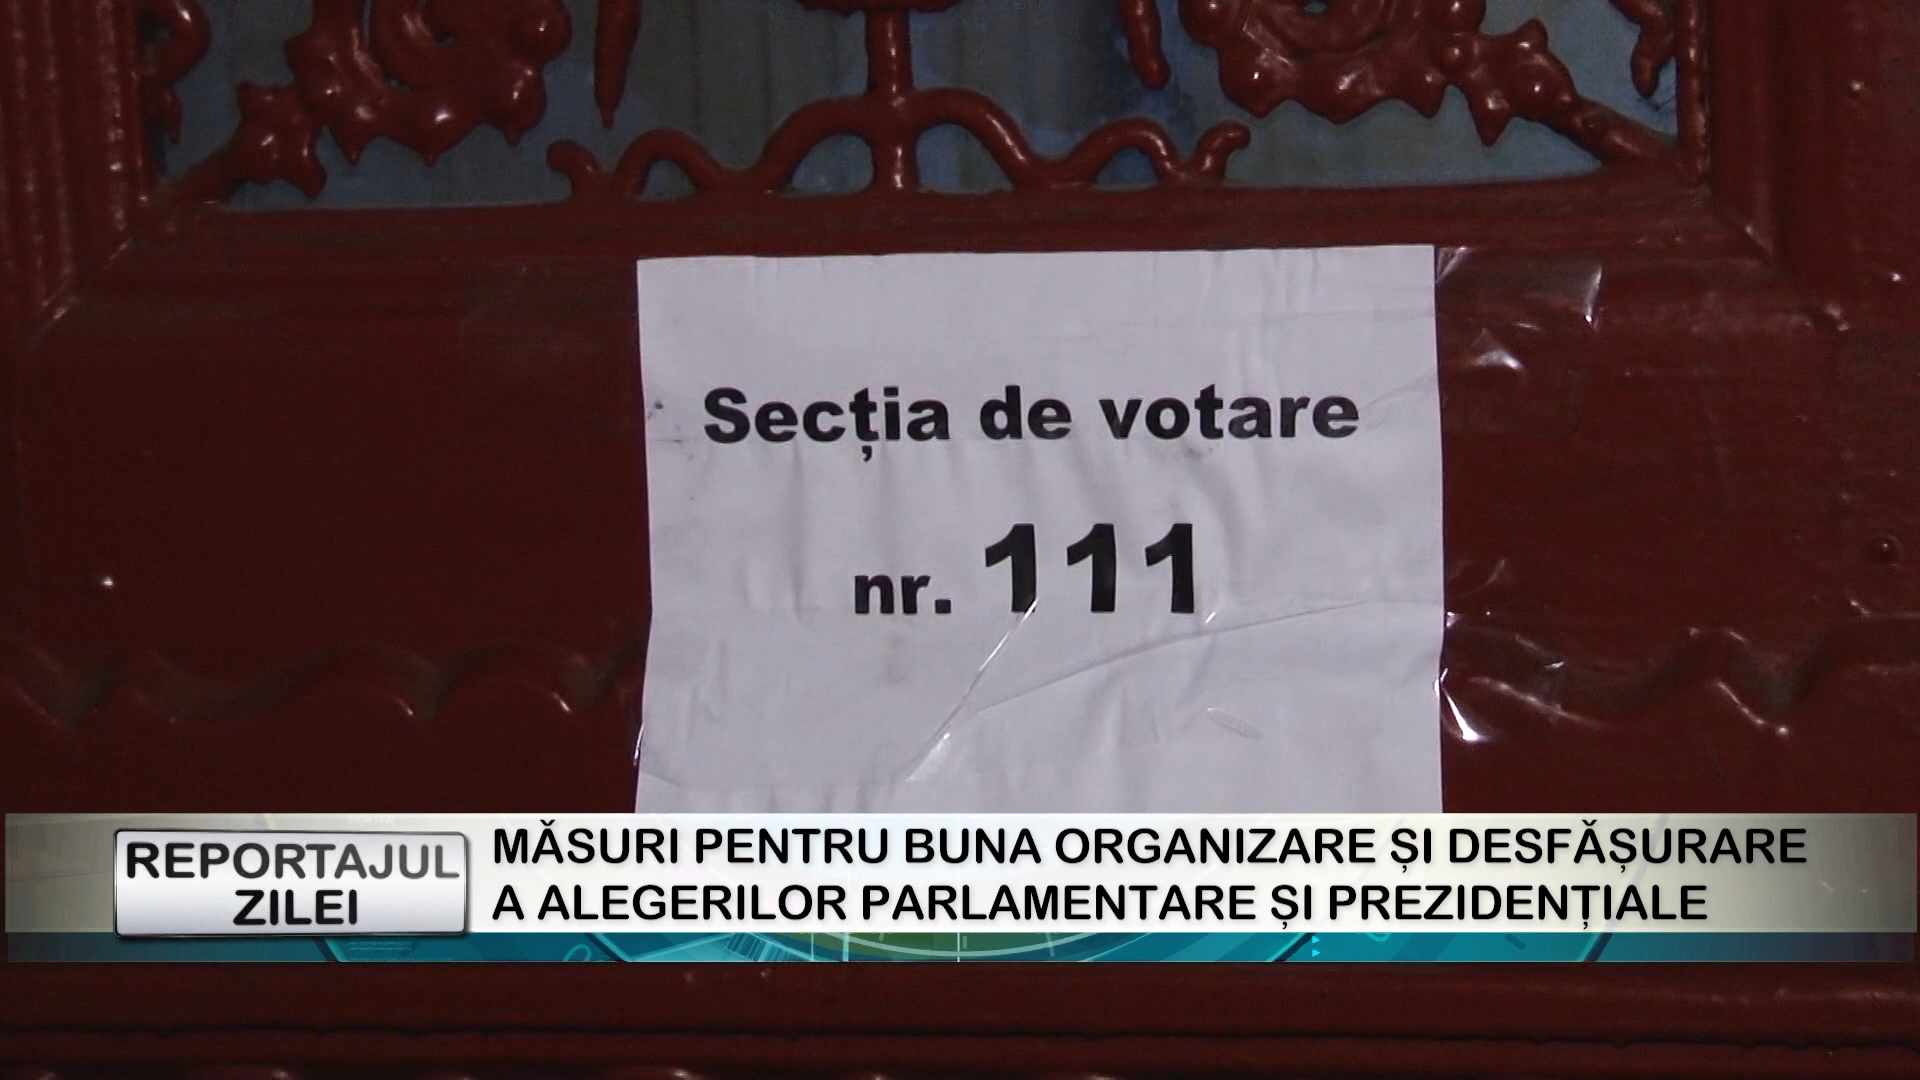 Secția de votare
nr. 111
REPORTAJUL
ZILEI
MĂSURI PENTRU BUNA ORGANIZARE ȘI DESFĂȘURARE
A ALEGERILOR PARLAMENTARE ȘI PREZIDENȚIALE